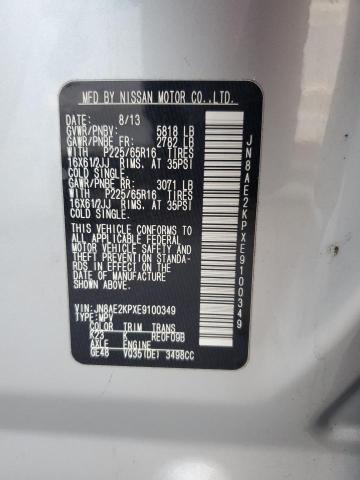 MFD BY NISSAN MOTOR CO.,LTD.
DATE: 8/13
GVWR/PNBV: 5818 LB
GAWR/PNBE FR: 2782 LB
WITH P225/65R16 TIRES
16X61/2JJ RIMS, AT 35PSI
COLD SINGLE.
GAWR/PNBE RR: 3071 LB
WITH P225/65R16 TIRES
16X61/2JJ RIMS, AT 35PSI
COLD SINGLE.
THIS VEHICLE CONFORMS TO
ALL APPLICABLE FEDERAL
MOTOR VEHICLE SAFETY AND
THEFT PREVENTION STANDA-
RDS IN EFFECT ON THE
DATE OF MANUFACTURE
SHOWN ABOVE.
VIN:JN8AE2KPXE9100349
TYPE:MPV
COLOR TRIM TRANS
K23 K RE0F09B
AXLE ENGINE
GE48 VQ35(DE) 3498CC
JN8AE2KPXE9100349